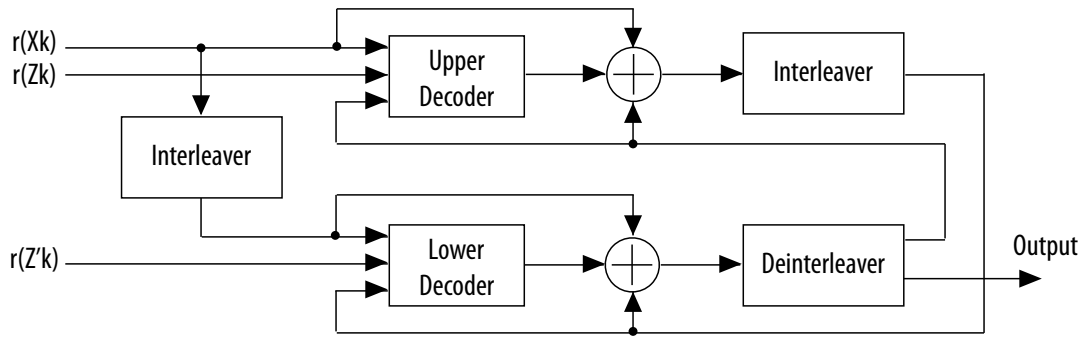 r(Xk)
r(Zk)
Upper
Decoder
Interleaver
Interleaver
r(Z'k)
Lower
Decoder
Deinterleaver
Output